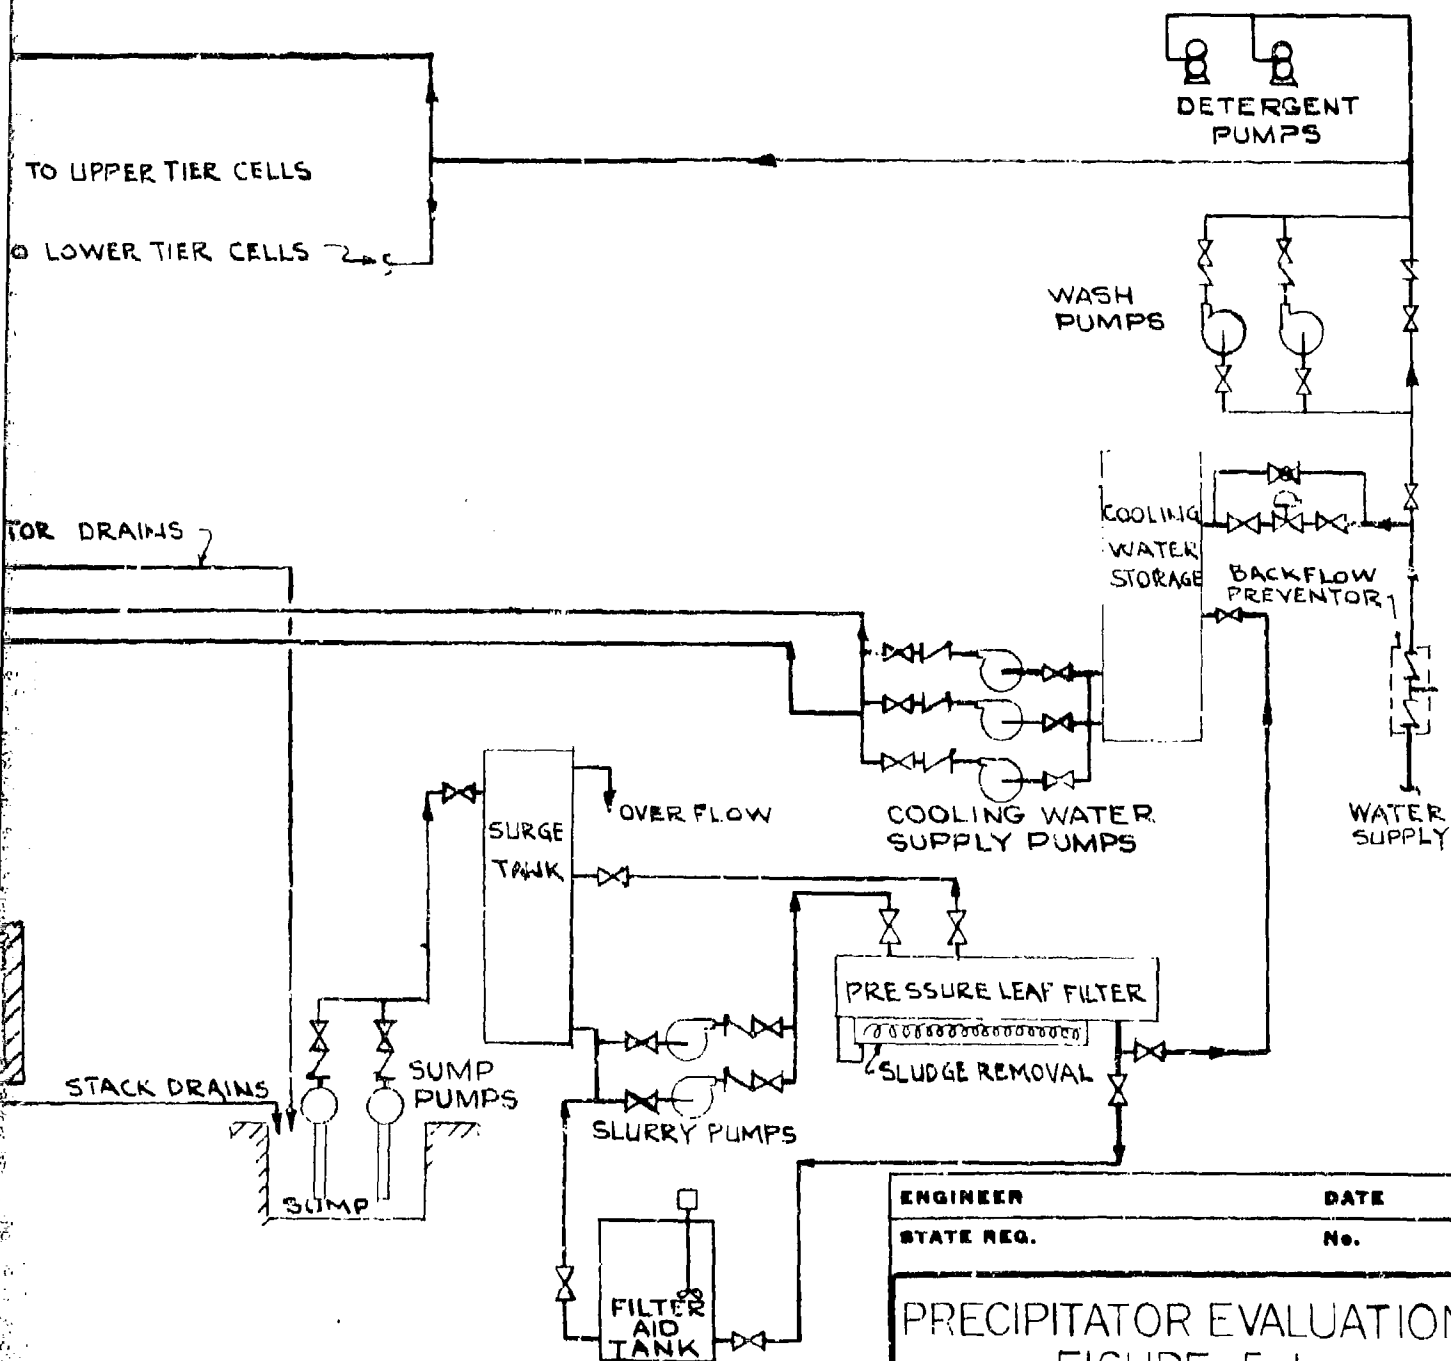 DETERGENT
PUMPS
TO UPPER TIER CELLS
O LOWER TIER CELLS
WASH
PUMPS
TOR DRAINS
COOLING
WATER
STORAGE
BACKFLOW
PREVENTOR
WATER
SUPPLY
OVERFLOW
SURGE
TANK
COOLING WATER
SUPPLY PUMPS
PRESSURE LEAF FILTER
SLUDGE REMOVAL
STACK DRAINS
SUMP
PUMPS
SLURRY PUMPS
SUMP
FILTER
AID
TANK
ENGINEER DATE
STATE REG. No.
PRECIPITATOR EVALUATION